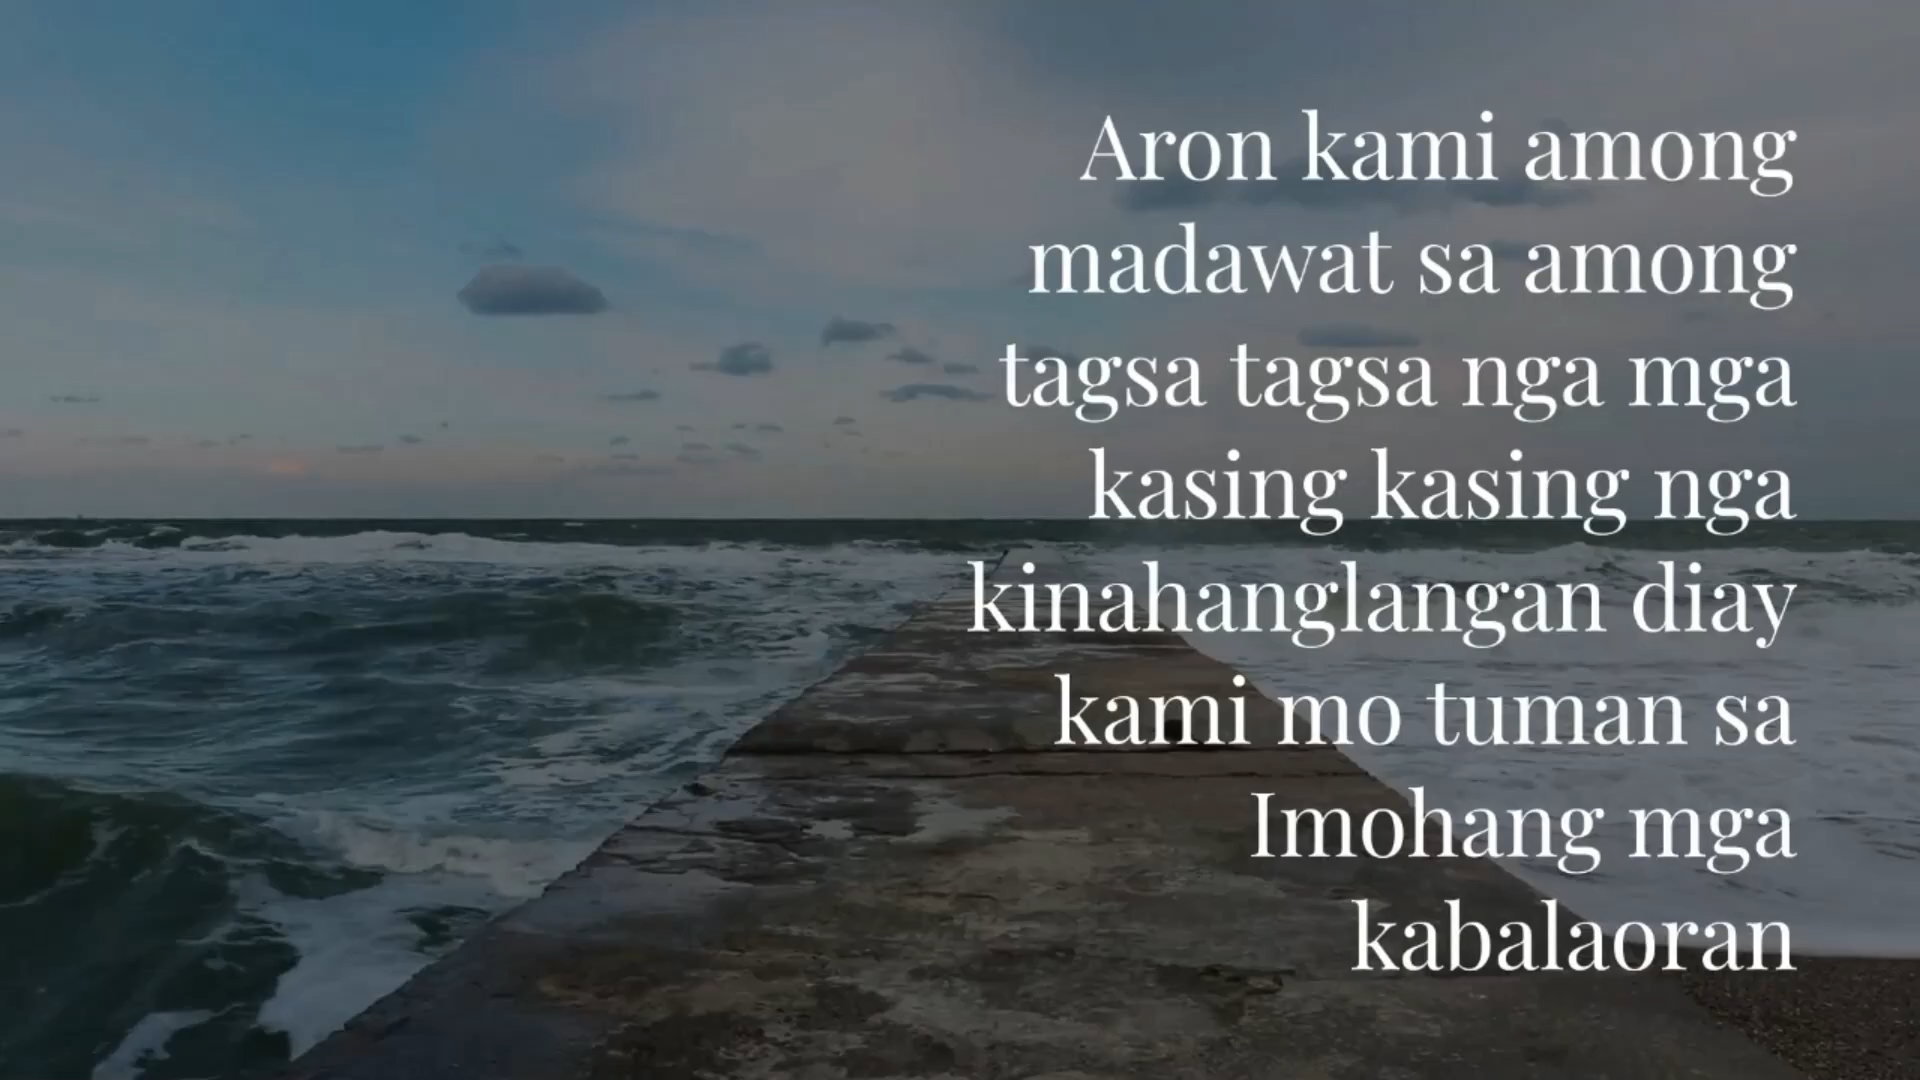 Aron kami among
madawat sa among
tagsa tagsa nga mga
kasing kasing nga
kinahanglangan diay
kami mo tuman sa
Imohang mga
kabalaoran